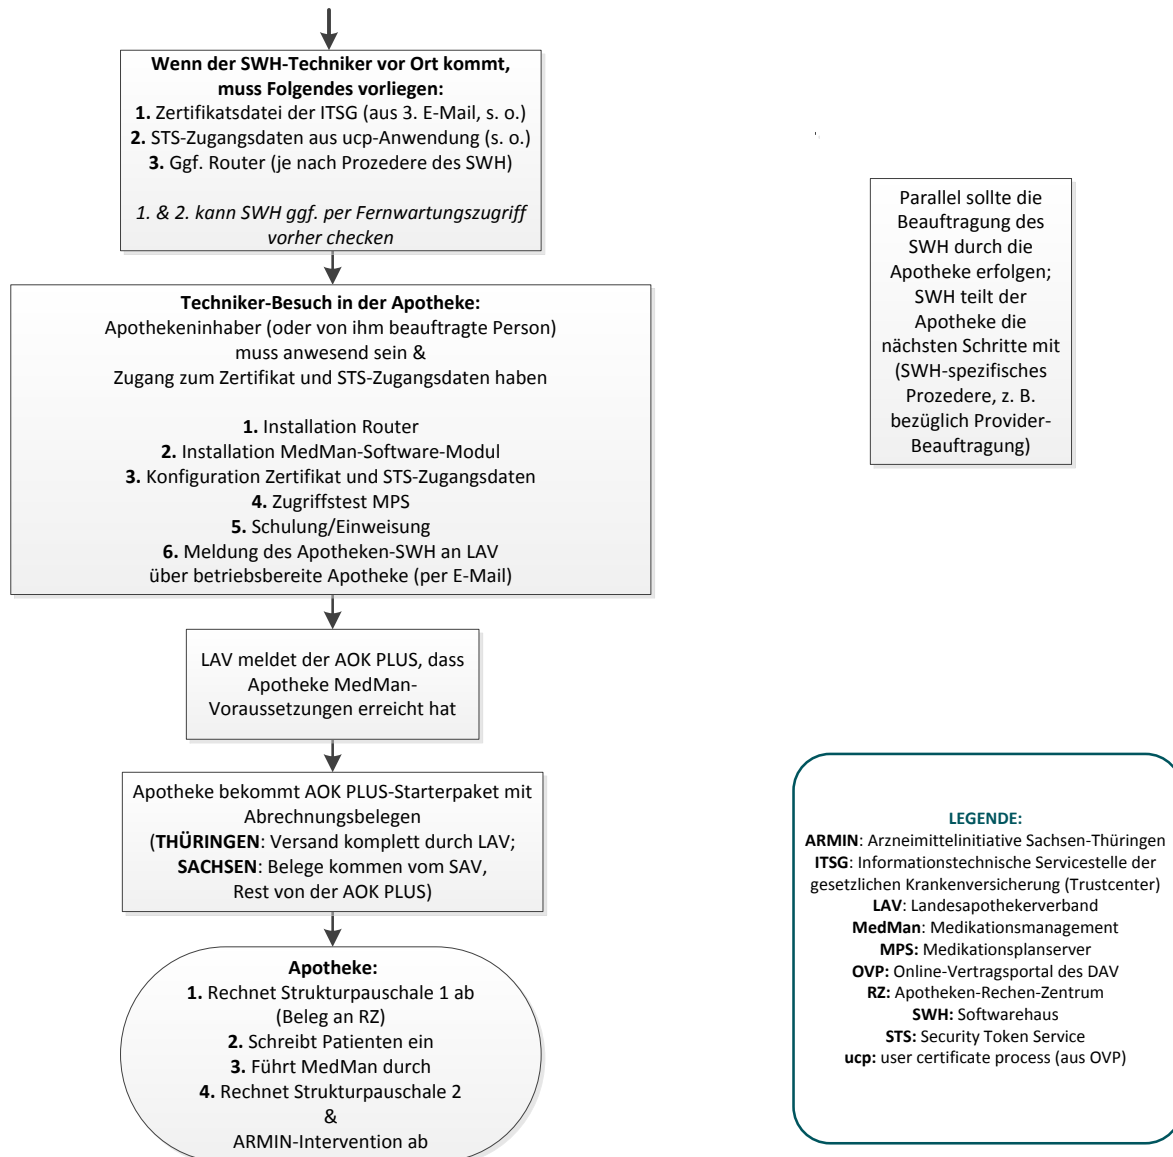 Wenn der SWH-Techniker vor Ort kommt,
muss Folgendes vorliegen:
1. Zertifikatsdatei der ITSG (aus 3. E-Mail, s. o.)
2. STS-Zugangsdaten aus ucp-Anwendung (s. o.)
3. Ggf. Router (je nach Prozedere des SWH)
1. & 2. kann SWH ggf. per Fernwartungszugriff
vorher checken
Parallel sollte die
Beauftragung des
SWH durch die
Apotheke erfolgen;
SWH teilt der
Apotheke die
nächsten Schritte mit
(SWH-spezifisches
Prozedere, z. B.
bezüglich Provider-
Beauftragung)
Techniker-Besuch in der Apotheke:
Apothekeninhaber (oder von ihm beauftragte Person)
muss anwesend sein &
Zugang zum Zertifikat und STS-Zugangsdaten haben
1. Installation Router
2. Installation MedMan-Software-Modul
3. Konfiguration Zertifikat und STS-Zugangsdaten
4. Zugriffstest MPS
5. Schulung/Einweisung
6. Meldung des Apotheken-SWH an LAV
über betriebsbereite Apotheke (per E-Mail)
LAV meldet der AOK PLUS, dass
Apotheke MedMan-
Voraussetzungen erreicht hat
Apotheke bekommt AOK PLUS-Starterpaket mit
Abrechnungsbelegen
(THÜRINGEN: Versand komplett durch LAV;
SACHSEN: Belege kommen vom SAV,
Rest von der AOK PLUS)
Apotheke:
1. Rechnet Strukturpauschale 1 ab
(Beleg an RZ)
2. Schreibt Patienten ein
3. Führt MedMan durch
4. Rechnet Strukturpauschale 2
&
ARMIN-Intervention ab
LEGENDE:
ARMIN: Arzneimittelinitiative Sachsen-Thüringen
ITSG: Informationstechnische Servicestelle der
gesetzlichen Krankenversicherung (Trustcenter)
LAV: Landesapothekerverband
MedMan: Medikationsmanagement
MPS: Medikationsplanserver
OVP: Online-Vertragsportal des DAV
RZ: Apotheken-Rechen-Zentrum
SWH: Softwarehaus
STS: Security Token Service
ucp: user certificate process (aus OVP)